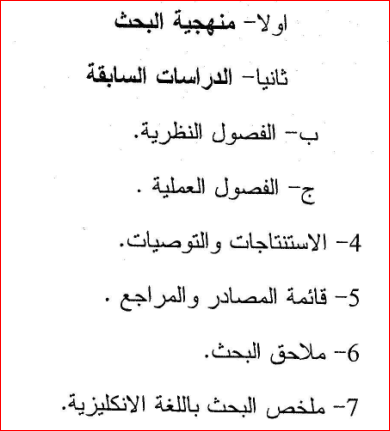 اولا- منهجية البحث
ثانيا- الدراسات السابقة
ب- الفصول النظرية.
ج- الفصول العملية .
4- الاستنتاجات والتوصيات.
5- قائمة المصادر والمراجع .
6- ملاحق البحث.
7- ملخص البحث باللغة الانكليزية.